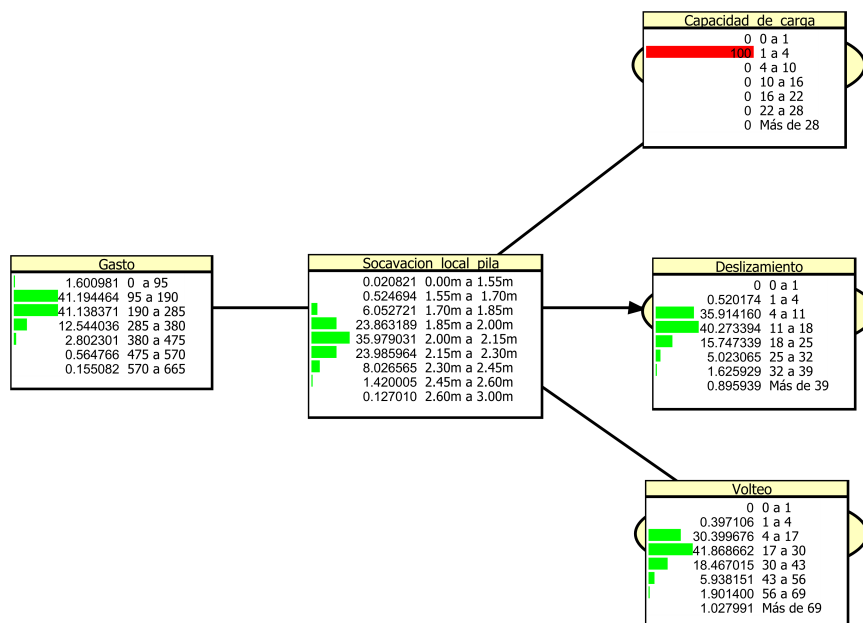 Capacidad_de_carga
0 0 a 1
100 1 a 4
0 4 a 10
0 10 a 16
0 16 a 22
0 22 a 28
0 Más de 28
Gasto
1.600981 0 a 95
41.194464 95 a 190
41.138371 190 a 285
12.544036 285 a 380
2.802301 380 a 475
0.564766 475 a 570
0.155082 570 a 665
Socavacion_local_pila
0.020821 0.00m a 1.55m
0.524694 1.55m a 1.70m
6.052721 1.70m a 1.85m
23.863189 1.85m a 2.00m
35.979031 2.00m a 2.15m
23.985964 2.15m a 2.30m
8.026565 2.30m a 2.45m
1.420005 2.45m a 2.60m
0.127010 2.60m a 3.00m
Deslizamiento
0 0 a 1
0.520174 1 a 4
35.914160 4 a 11
40.273394 11 a 18
15.747339 18 a 25
5.023065 25 a 32
1.625929 32 a 39
0.895939 Más de 39
Volteo
0 0 a 1
0.397106 1 a 4
30.399676 4 a 17
41.868662 17 a 30
18.467015 30 a 43
5.938151 43 a 56
1.901400 56 a 69
1.027991 Más de 69